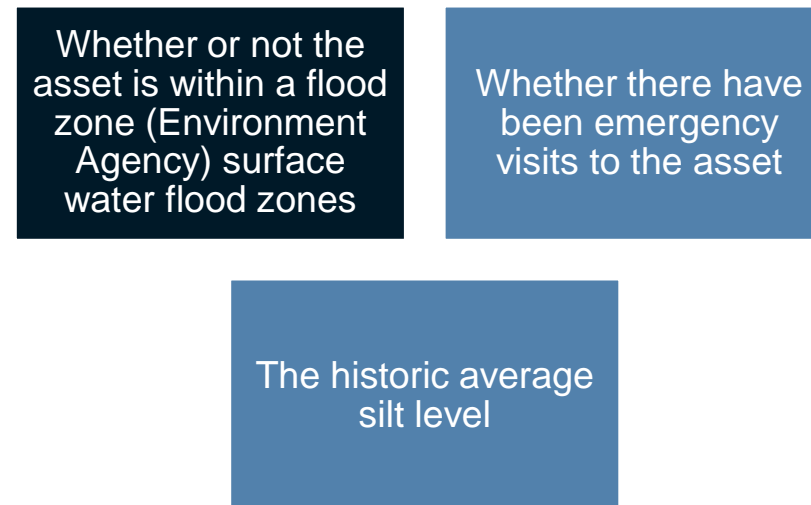 Whether or not the
asset is within a flood
zone (Environment
Agency) surface
water flood zones
Whether there have
been emergency
visits to the asset
The historic average
silt level